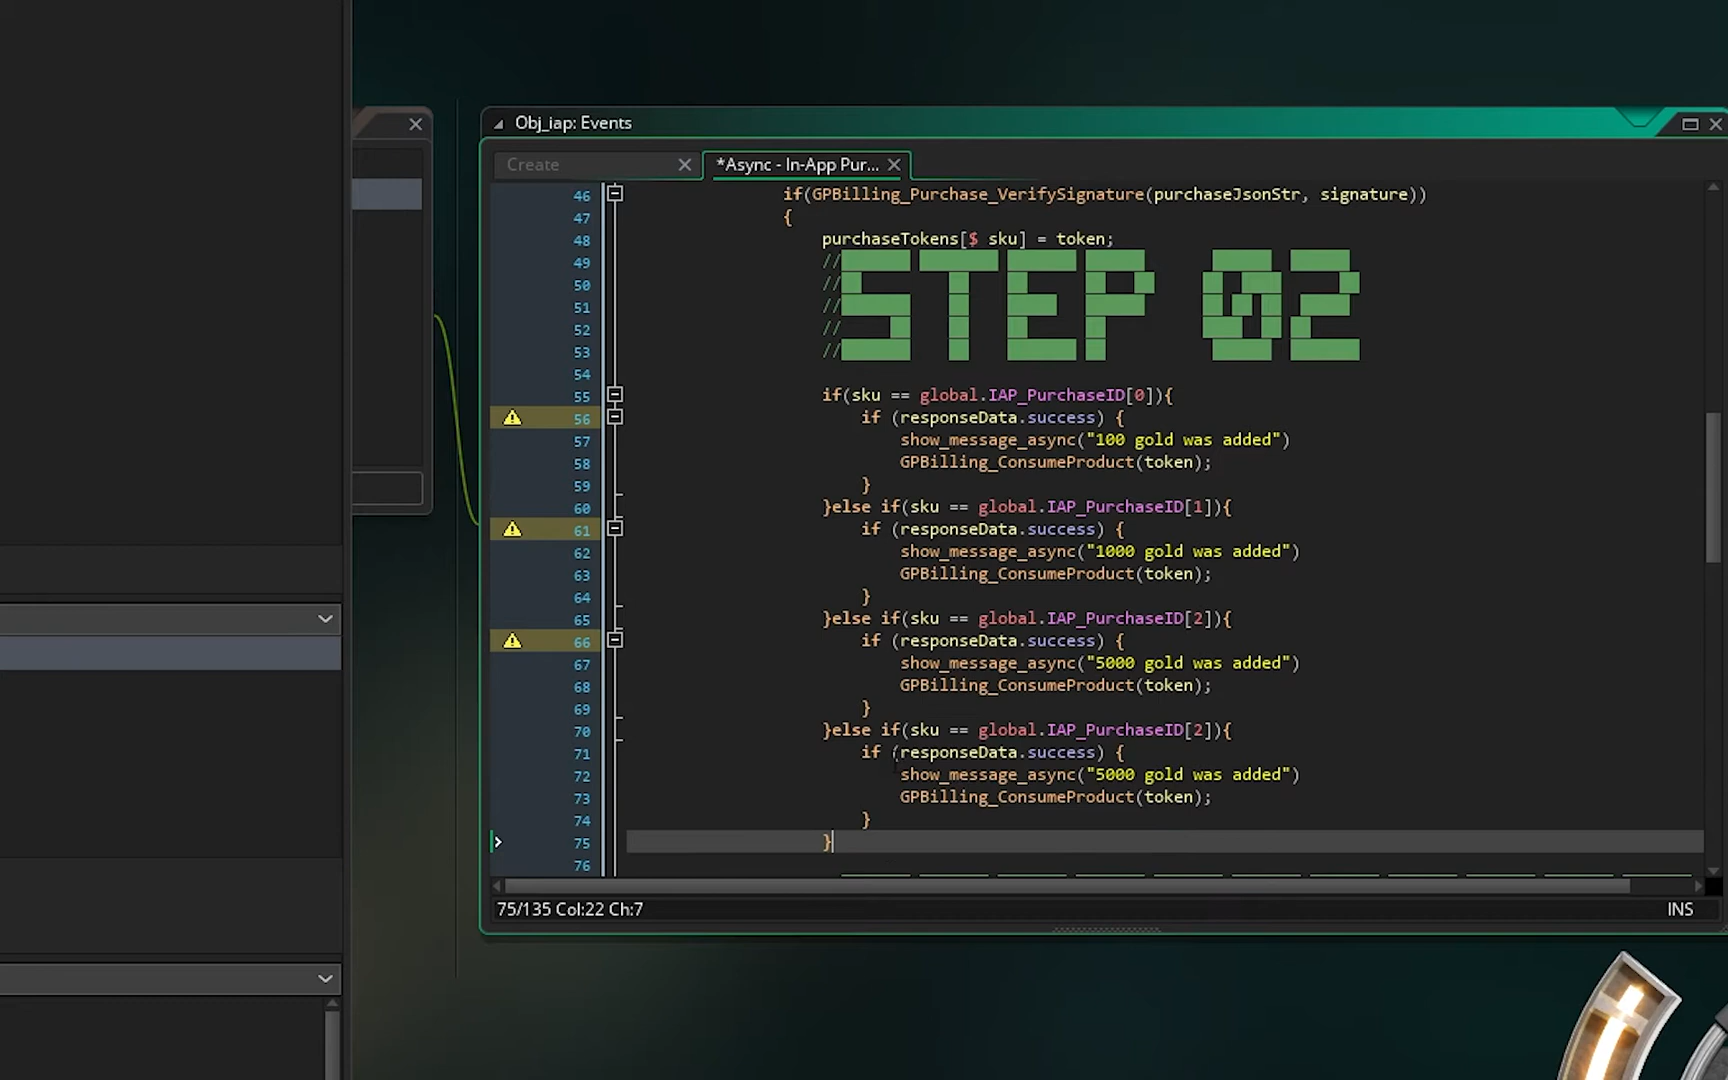 Obj_iap: Events
Create
*Async - In-App Pur...
46 if(GPBilling_Purchase_VerifySignature(purchaseJsonStr, signature))
47 {
48 purchaseTokens[$ sku] = token;
49 //
50 //
51 // STEP 02
52 //
53 //
54
55 if(sku == global.IAP_PurchaseID[0]){
56 if (responseData.success) {
57 show_message_async("100 gold was added")
58 GPBilling_ConsumeProduct(token);
59 }
60 }else if(sku == global.IAP_PurchaseID[1]){
61 if (responseData.success) {
62 show_message_async("1000 gold was added")
63 GPBilling_ConsumeProduct(token);
64 }
65 }else if(sku == global.IAP_PurchaseID[2]){
66 if (responseData.success) {
67 show_message_async("5000 gold was added")
68 GPBilling_ConsumeProduct(token);
69 }
70 }else if(sku == global.IAP_PurchaseID[2]){
71 if (responseData.success) {
72 show_message_async("5000 gold was added")
73 GPBilling_ConsumeProduct(token);
74 }
75 }
76
75/135 Col:22 Ch:7
INS